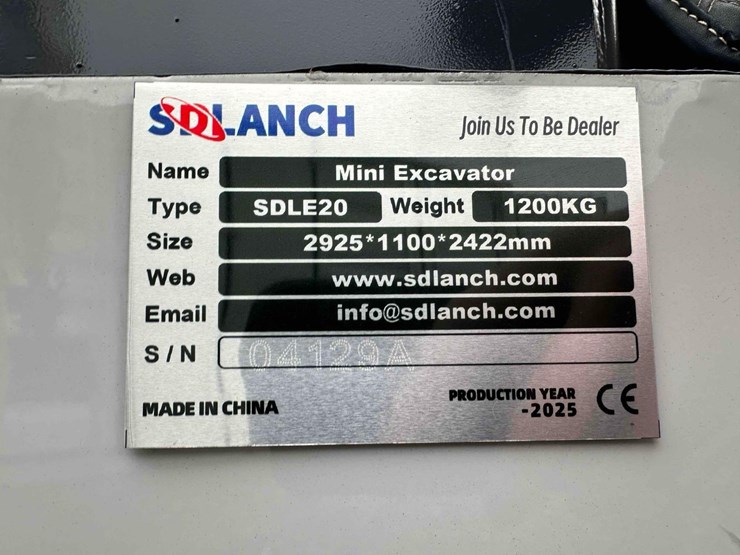 SDLANCH
Join Us To Be Dealer
Name Mini Excavator
Type SDLE20 Weight 1200KG
Size 2925*1100*2422mm
Web www.sdlanch.com
Email info@sdlanch.com
S/N 04129A
MADE IN CHINA
PRODUCTION YEAR
-2025
CE